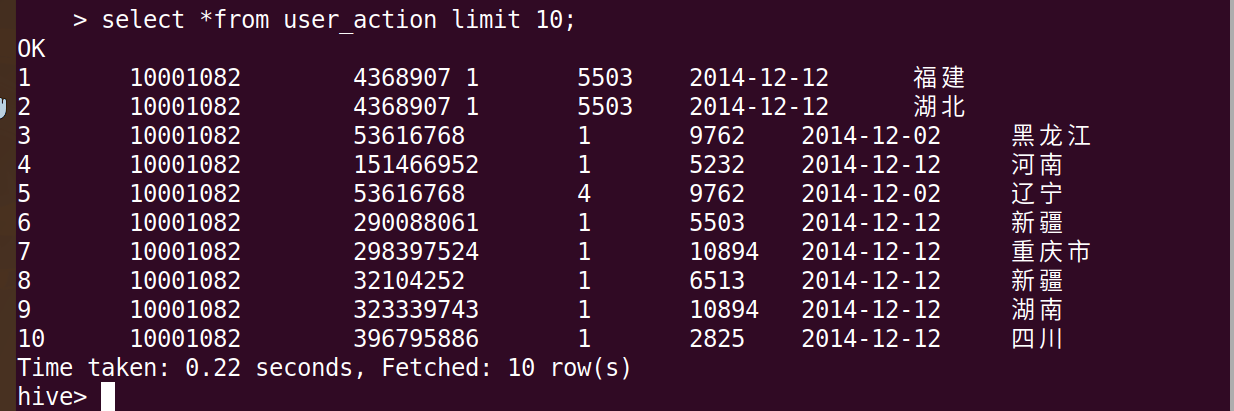 > select *from user_action limit 10;
OK
1 10001082 4368907 1 5503 2014-12-12 福建
2 10001082 4368907 1 5503 2014-12-12 湖北
3 10001082 53616768 1 9762 2014-12-02 黑龙江
4 10001082 151466952 1 5232 2014-12-12 河南
5 10001082 53616768 4 9762 2014-12-02 辽宁
6 10001082 290088061 1 5503 2014-12-12 新疆
7 10001082 298397524 1 10894 2014-12-12 重庆市
8 10001082 32104252 1 6513 2014-12-12 新疆
9 10001082 323339743 1 10894 2014-12-12 湖南
10 10001082 396795886 1 2825 2014-12-12 四川
Time taken: 0.22 seconds, Fetched: 10 row(s)
hive>